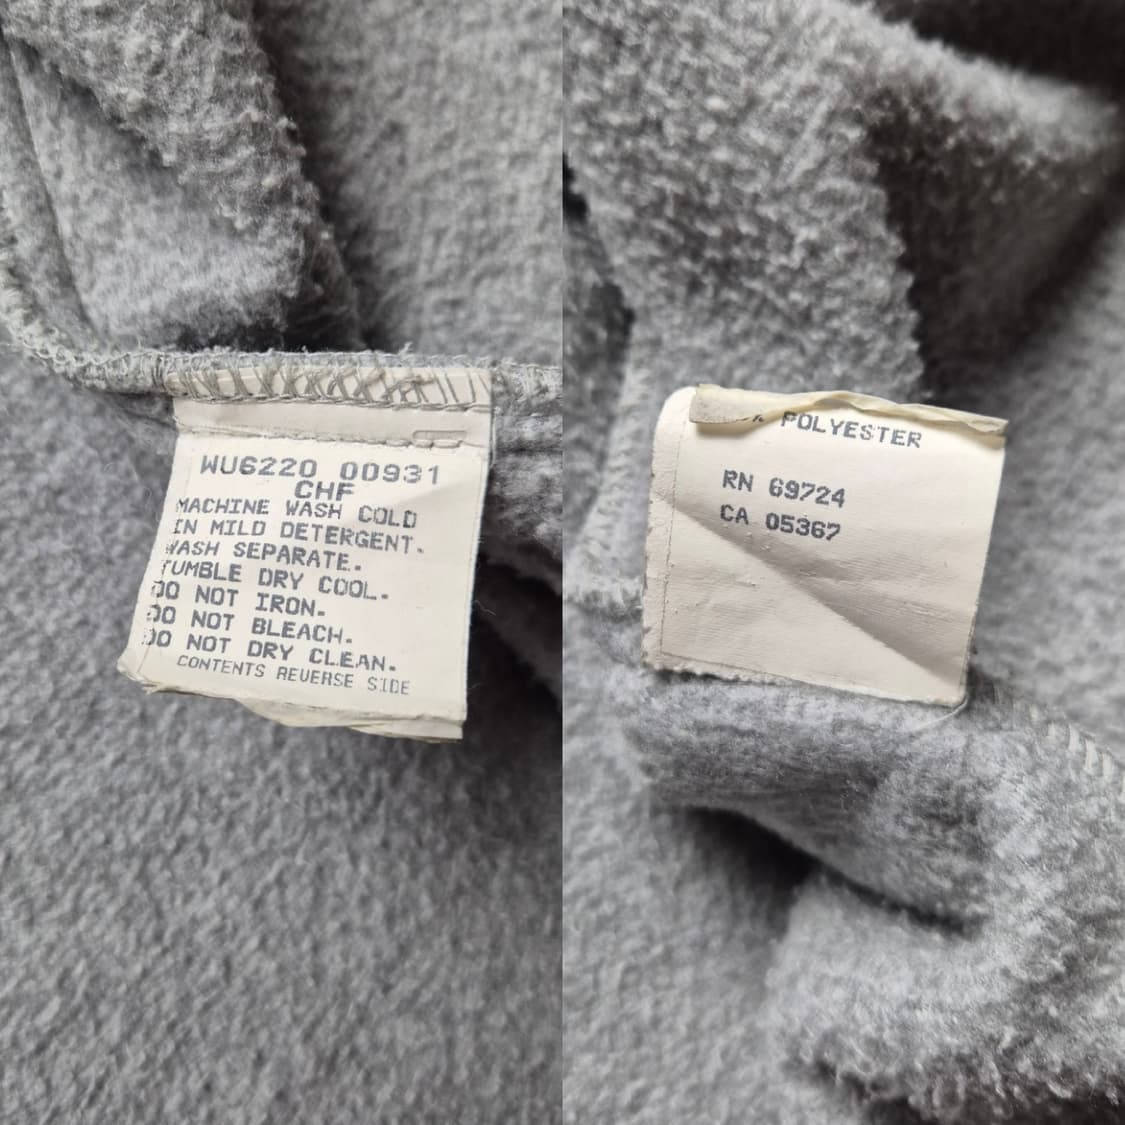 WU6220 00931
CHF
MACHINE WASH COLD
IN MILD DETERGENT.
WASH SEPARATE.
TUMBLE DRY COOL.
DO NOT IRON.
DO NOT BLEACH.
DO NOT DRY CLEAN.
CONTENTS REVERSE SIDE
% POLYESTER
RN 69724
CA 05367